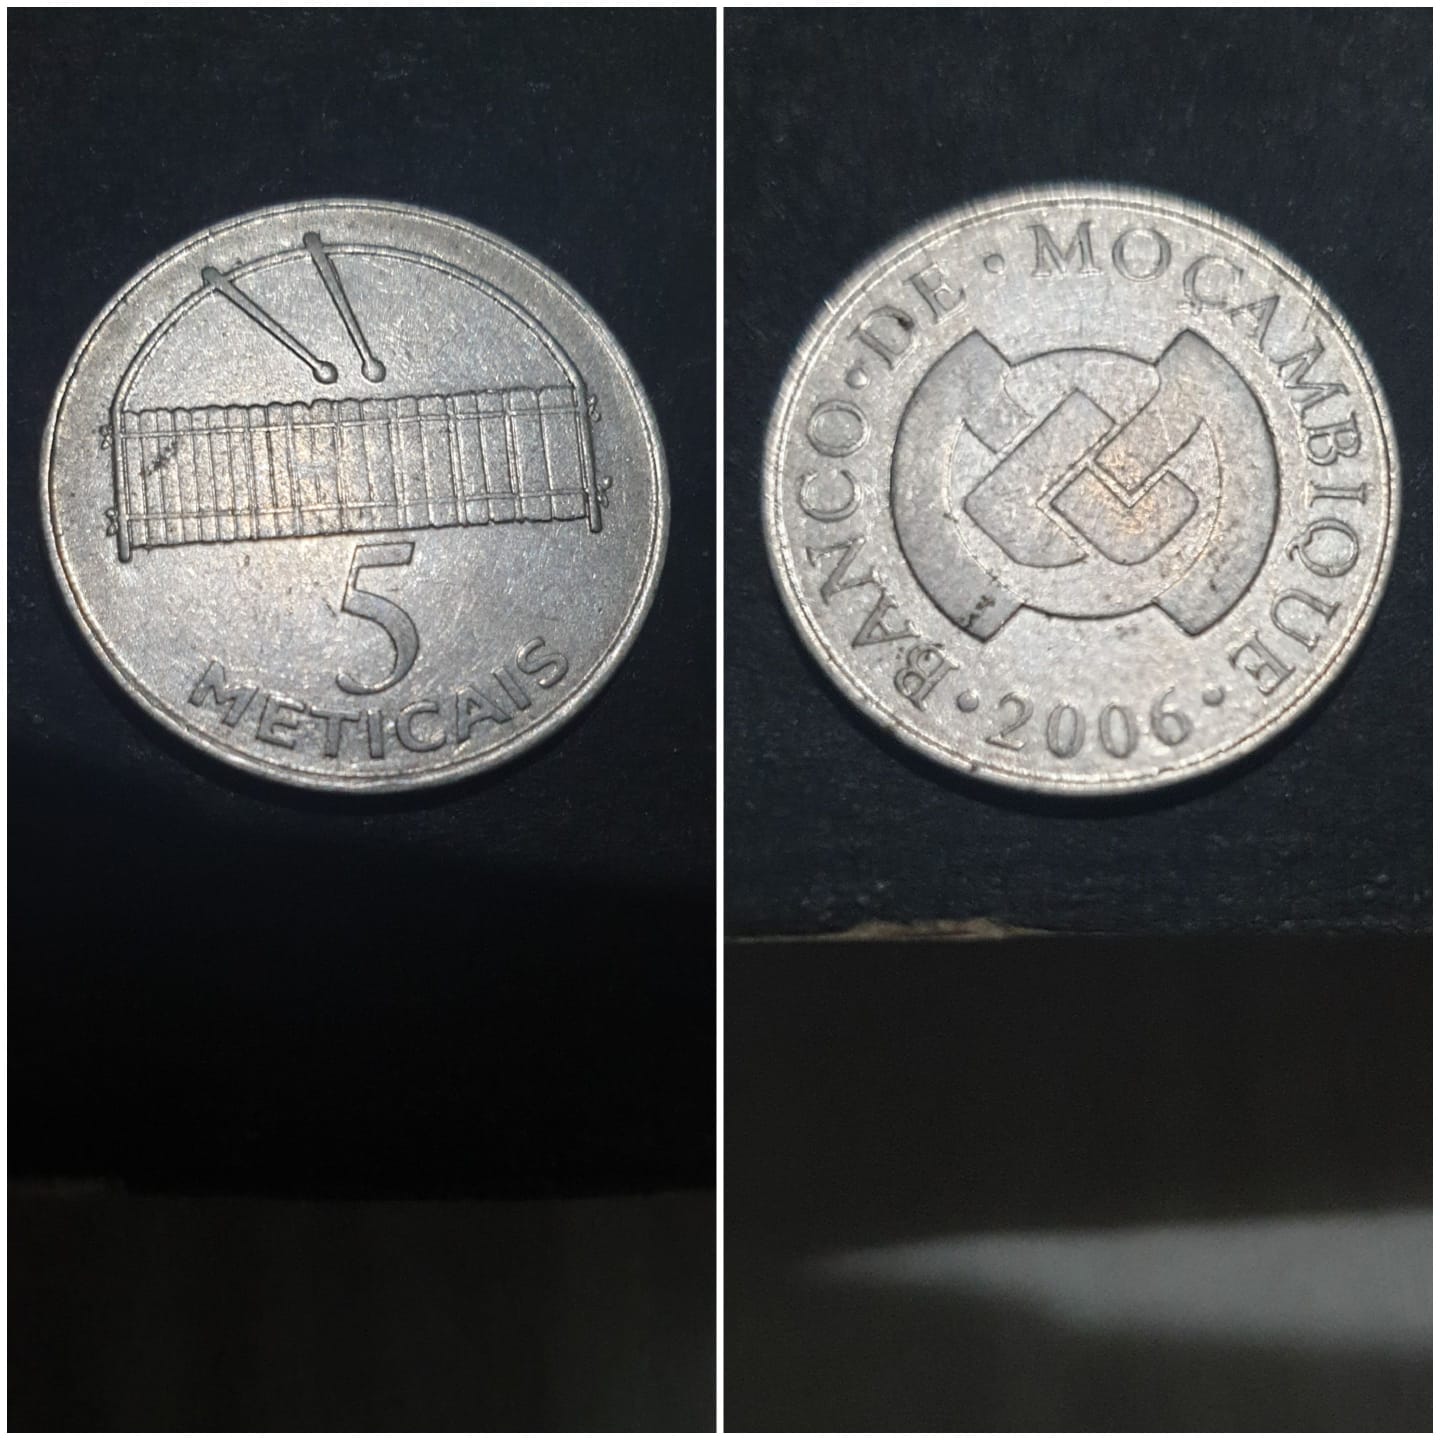 5
METICAIS
BANCO·DE·MOÇAMBIQUE
·2006·